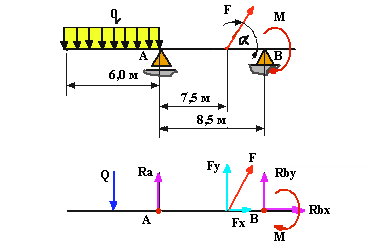 q F M
α
A B
6,0 м
7,5 м
8,5 м
Q Ra Fy F Rby
A Fx B Rbx
M